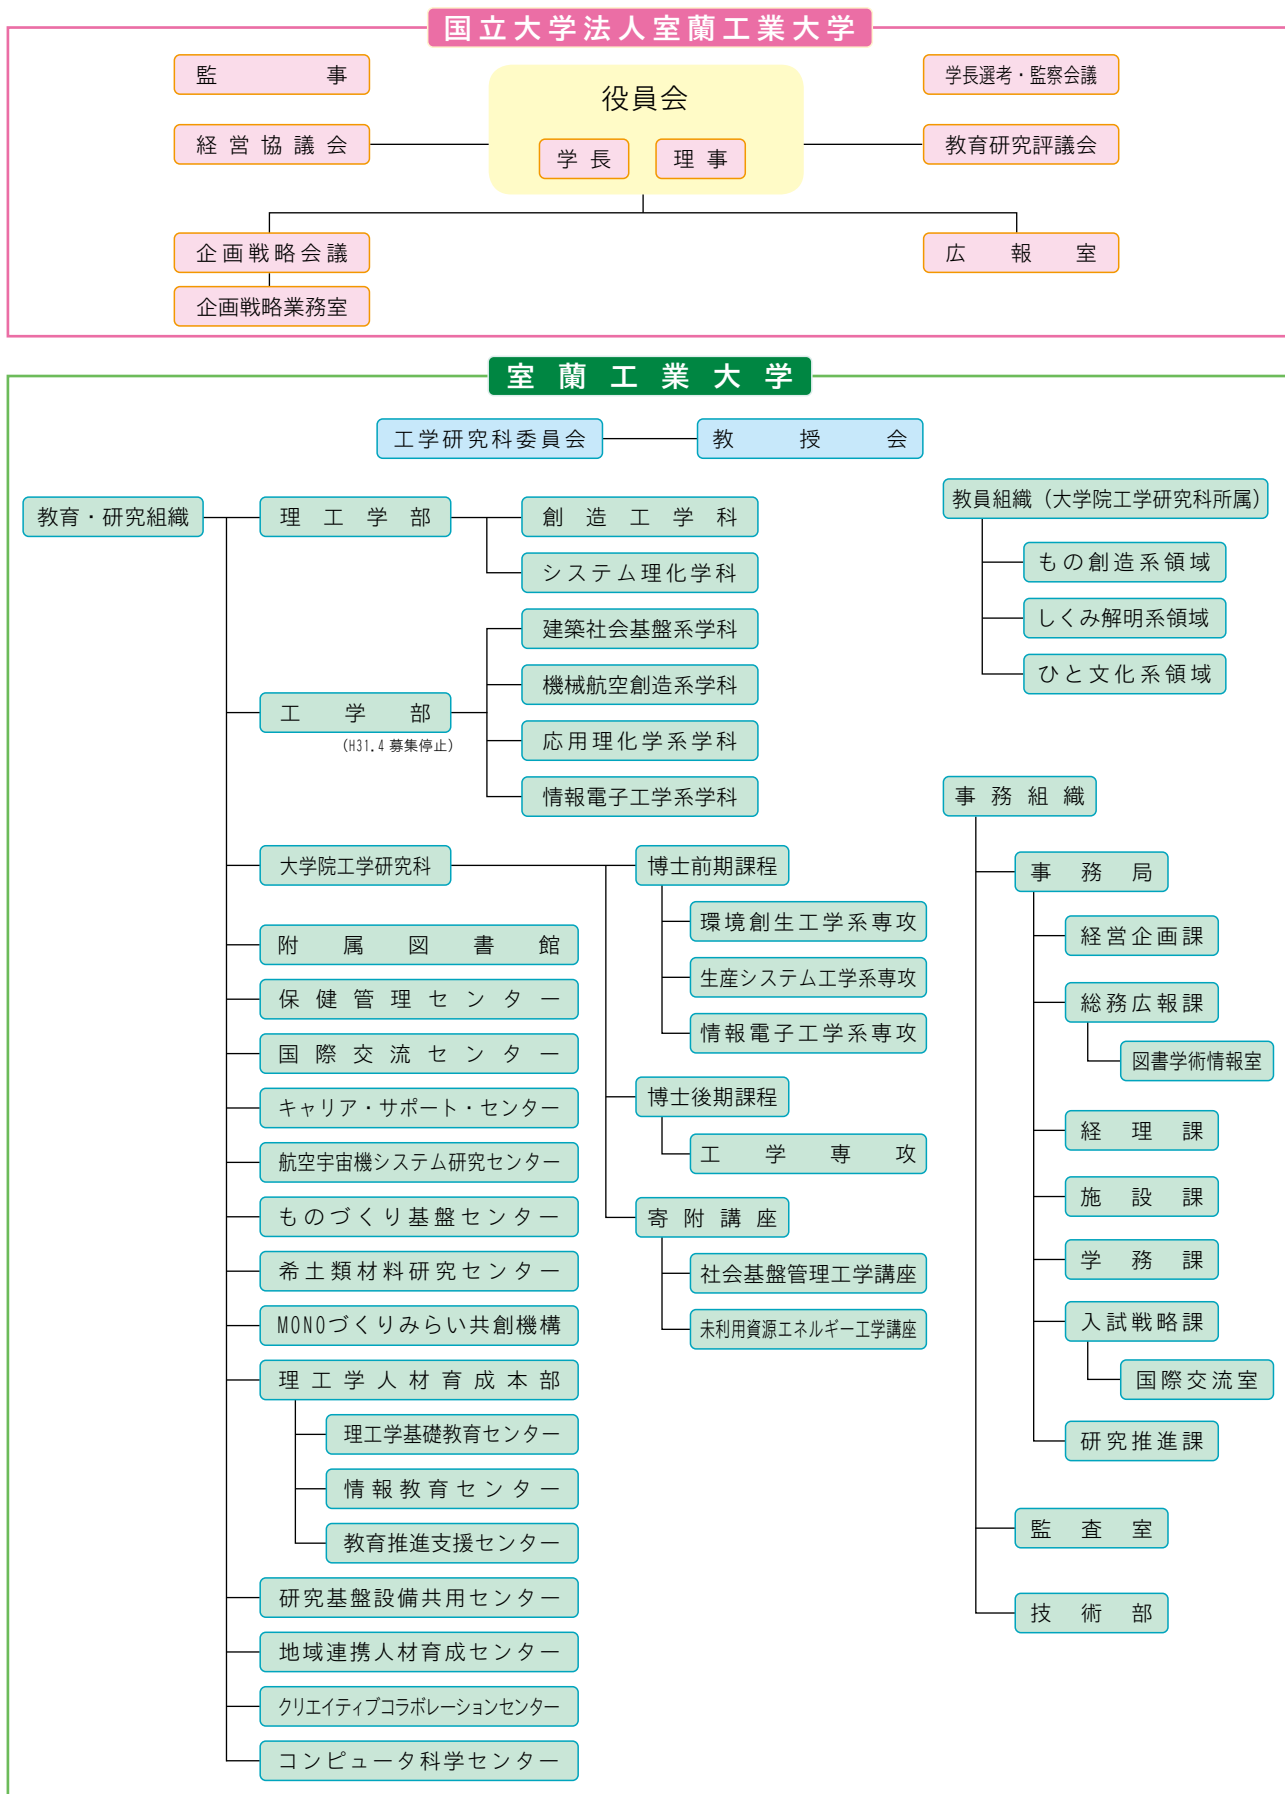 国立大学法人室蘭工業大学
監事
役員会
学長選考・監察会議
経営協議会
学長
理事
教育研究評議会
企画戦略会議
広報室
企画戦略業務室
室蘭工業大学
工学研究科委員会
教授会
教育・研究組織
理工学部
創造工学科
システム理化学科
工学部
(H31.4 募集停止)
建築社会基盤系学科
機械航空創造系学科
応用理化学系学科
情報電子工学系学科
大学院工学研究科
博士前期課程
環境創生工学系専攻
生産システム工学系専攻
情報電子工学系専攻
博士後期課程
工学専攻
寄附講座
社会基盤管理工学講座
未利用資源エネルギー工学講座
附属図書館
保健管理センター
国際交流センター
キャリア・サポート・センター
航空宇宙機システム研究センター
ものづくり基盤センター
希土類材料研究センター
MONOづくりみらい共創機構
理工学人材育成本部
理工学基礎教育センター
情報教育センター
教育推進支援センター
研究基盤設備共用センター
地域連携人材育成センター
クリエイティブコラボレーションセンター
コンピュータ科学センター
教員組織（大学院工学研究科所属）
もの創造系領域
しくみ解明系領域
ひと文化系領域
事務組織
事務局
経営企画課
総務広報課
図書学術情報室
経理課
施設課
学務課
入試戦略課
国際交流室
研究推進課
監査室
技術部